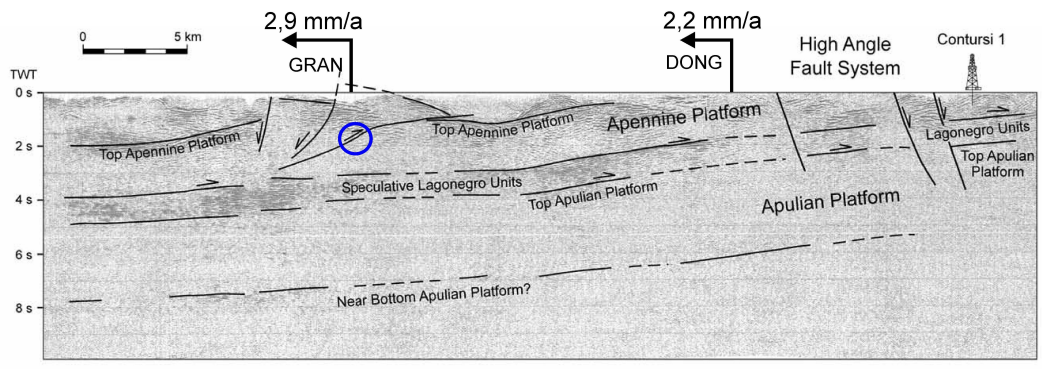 2,9 mm/a
2,2 mm/a
0
5 km
GRAN
DONG
High Angle
Fault System
Contursi 1
TWT
0 s
2 s
4 s
6 s
8 s
Top Apennine Platform
Top Apennine Platform
Apennine Platform
Lagonegro Units
Top Apulian
Platform
Speculative Lagonegro Units
Top Apulian Platform
Apulian Platform
Near Bottom Apulian Platform?